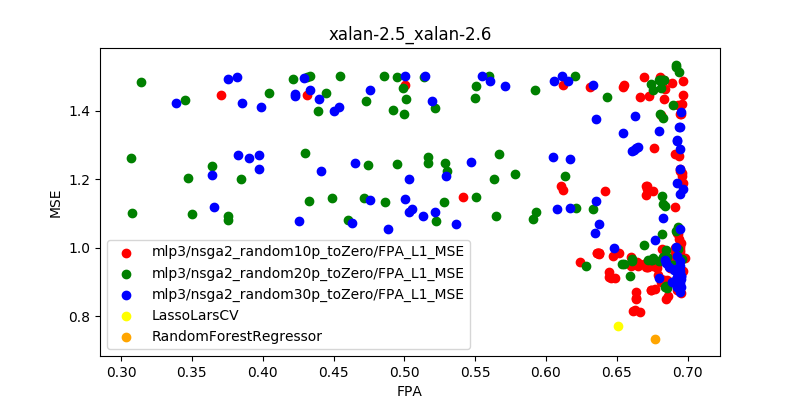 xalan-2.5_xalan-2.6
MSE
1.4
1.2
1.0
0.8
mlp3/nsga2_random10p_toZero/FPA_L1_MSE
mlp3/nsga2_random20p_toZero/FPA_L1_MSE
mlp3/nsga2_random30p_toZero/FPA_L1_MSE
LassoLarsCV
RandomForestRegressor
0.30 0.35 0.40 0.45 0.50 0.55 0.60 0.65 0.70
FPA